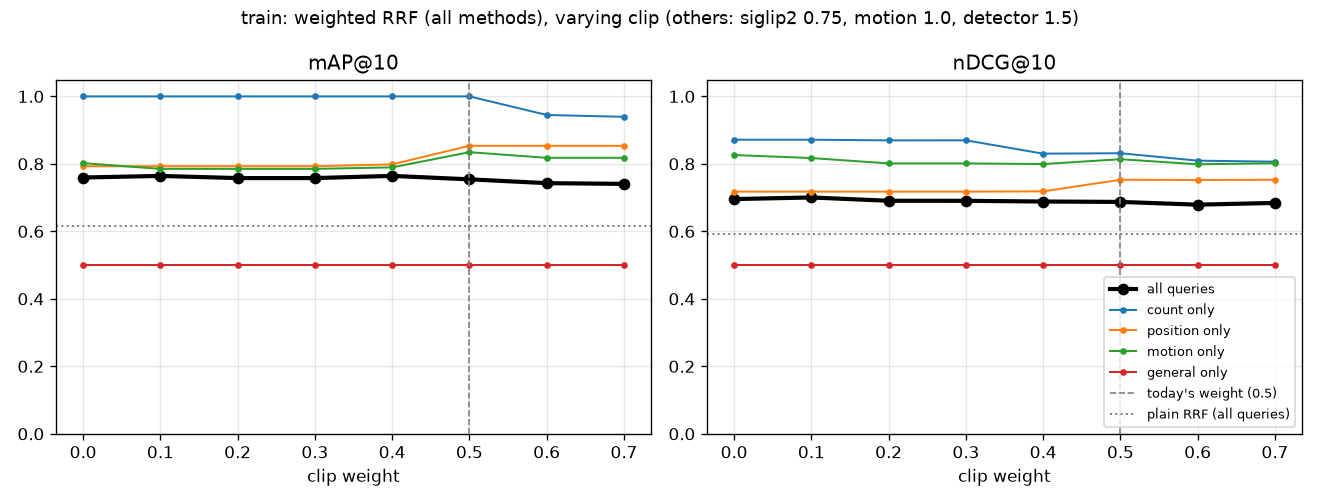 train: weighted RRF (all methods), varying clip (others: siglip2 0.75, motion 1.0, detector 1.5)
mAP@10
1.0
0.8
0.6
0.4
0.2
0.0
0.0 0.1 0.2 0.3 0.4 0.5 0.6 0.7
clip weight
nDCG@10
1.0
0.8
0.6
0.4
0.2
0.0
all queries
count only
position only
motion only
general only
today's weight (0.5)
plain RRF (all queries)
0.0 0.1 0.2 0.3 0.4 0.5 0.6 0.7
clip weight